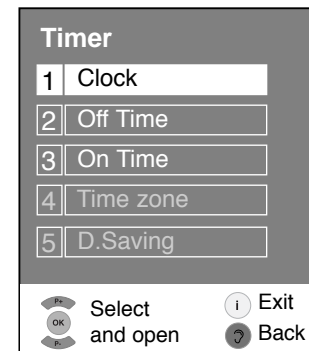 Timer
1 Clock
2 Off Time
3 On Time
4 Time zone
5 D.Saving
P+
OK
P-
Select
and open
i Exit
Back